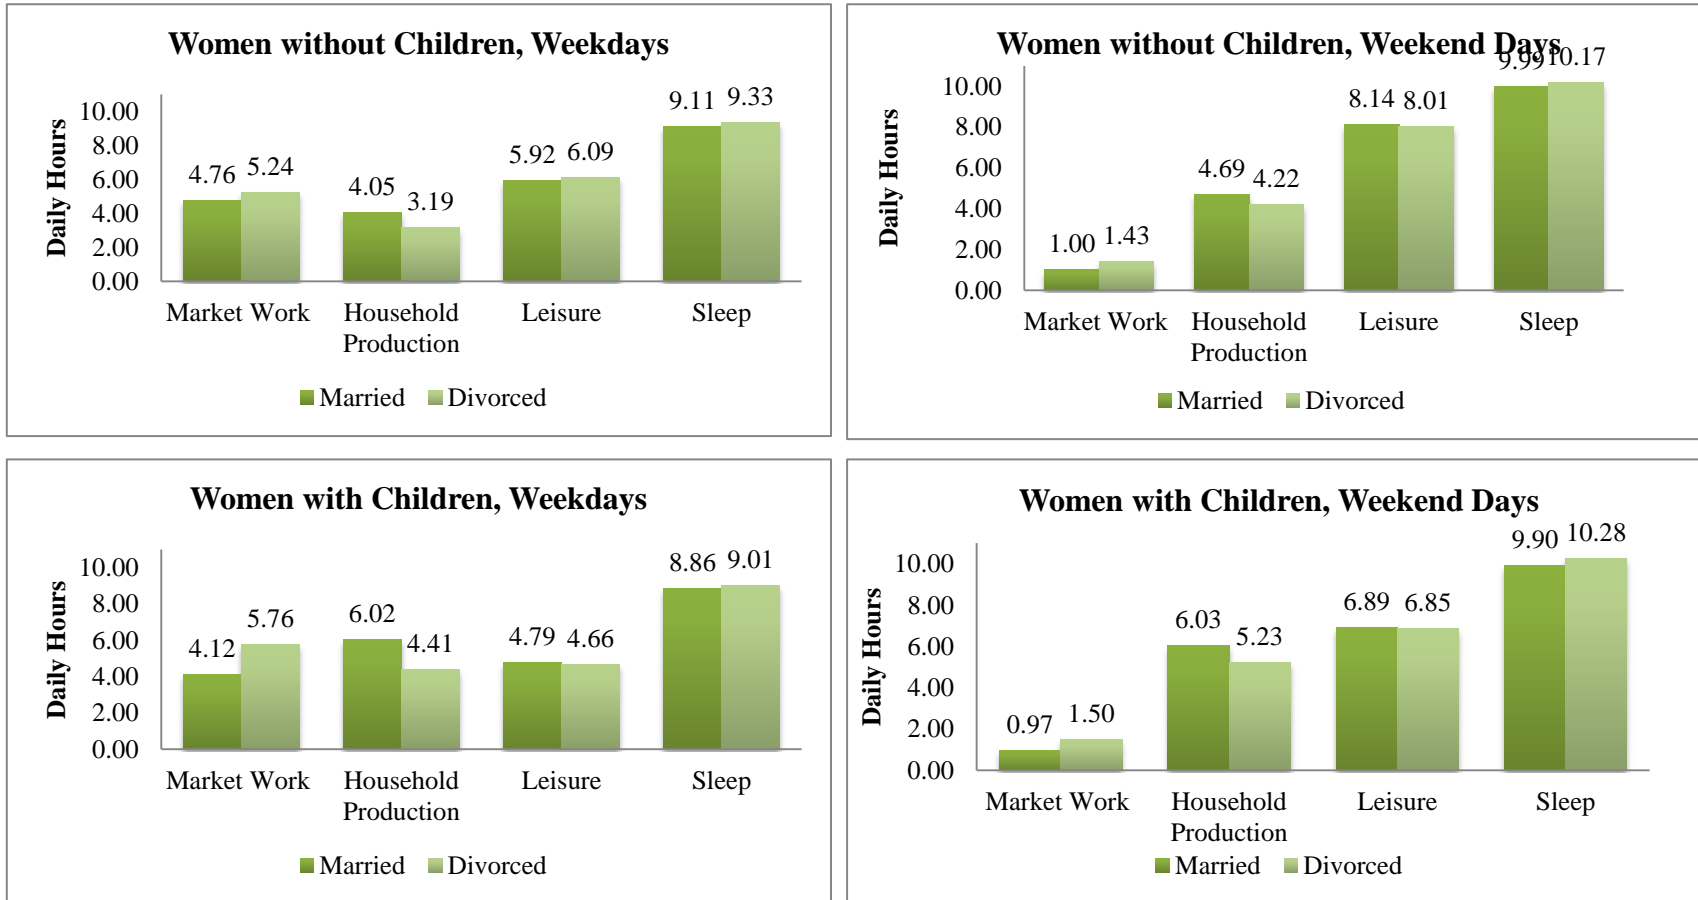 Women without Children, Weekdays
Daily Hours
10.00
8.00
6.00
4.00
2.00
0.00
4.76 5.24
4.05 3.19
5.92 6.09
9.11 9.33
Market Work
Household
Production
Leisure
Sleep
Married Divorced
Women without Children, Weekend Days
Daily Hours
10.00
8.00
6.00
4.00
2.00
0.00
1.00 1.43
4.69 4.22
8.14 8.01
9.99 10.17
Market Work
Household
Production
Leisure
Sleep
Married Divorced
Women with Children, Weekdays
Daily Hours
10.00
8.00
6.00
4.00
2.00
0.00
4.12 5.76
6.02 4.41
4.79 4.66
8.86 9.01
Market Work
Household
Production
Leisure
Sleep
Married Divorced
Women with Children, Weekend Days
Daily Hours
10.00
8.00
6.00
4.00
2.00
0.00
0.97 1.50
6.03 5.23
6.89 6.85
9.90 10.28
Market Work
Household
Production
Leisure
Sleep
Married Divorced